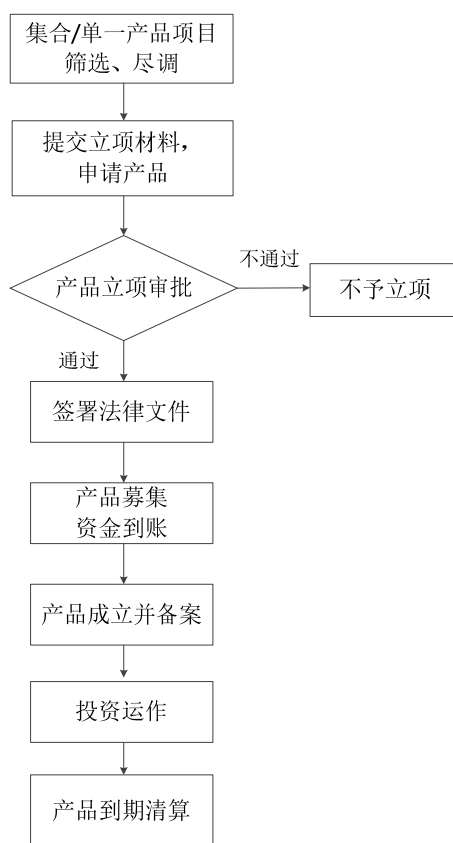 集合/单一产品项目
筛选、尽调
提交立项材料，
申请产品
产品立项审批
不通过
不予立项
通过
签署法律文件
产品募集
资金到账
产品成立并备案
投资运作
产品到期清算